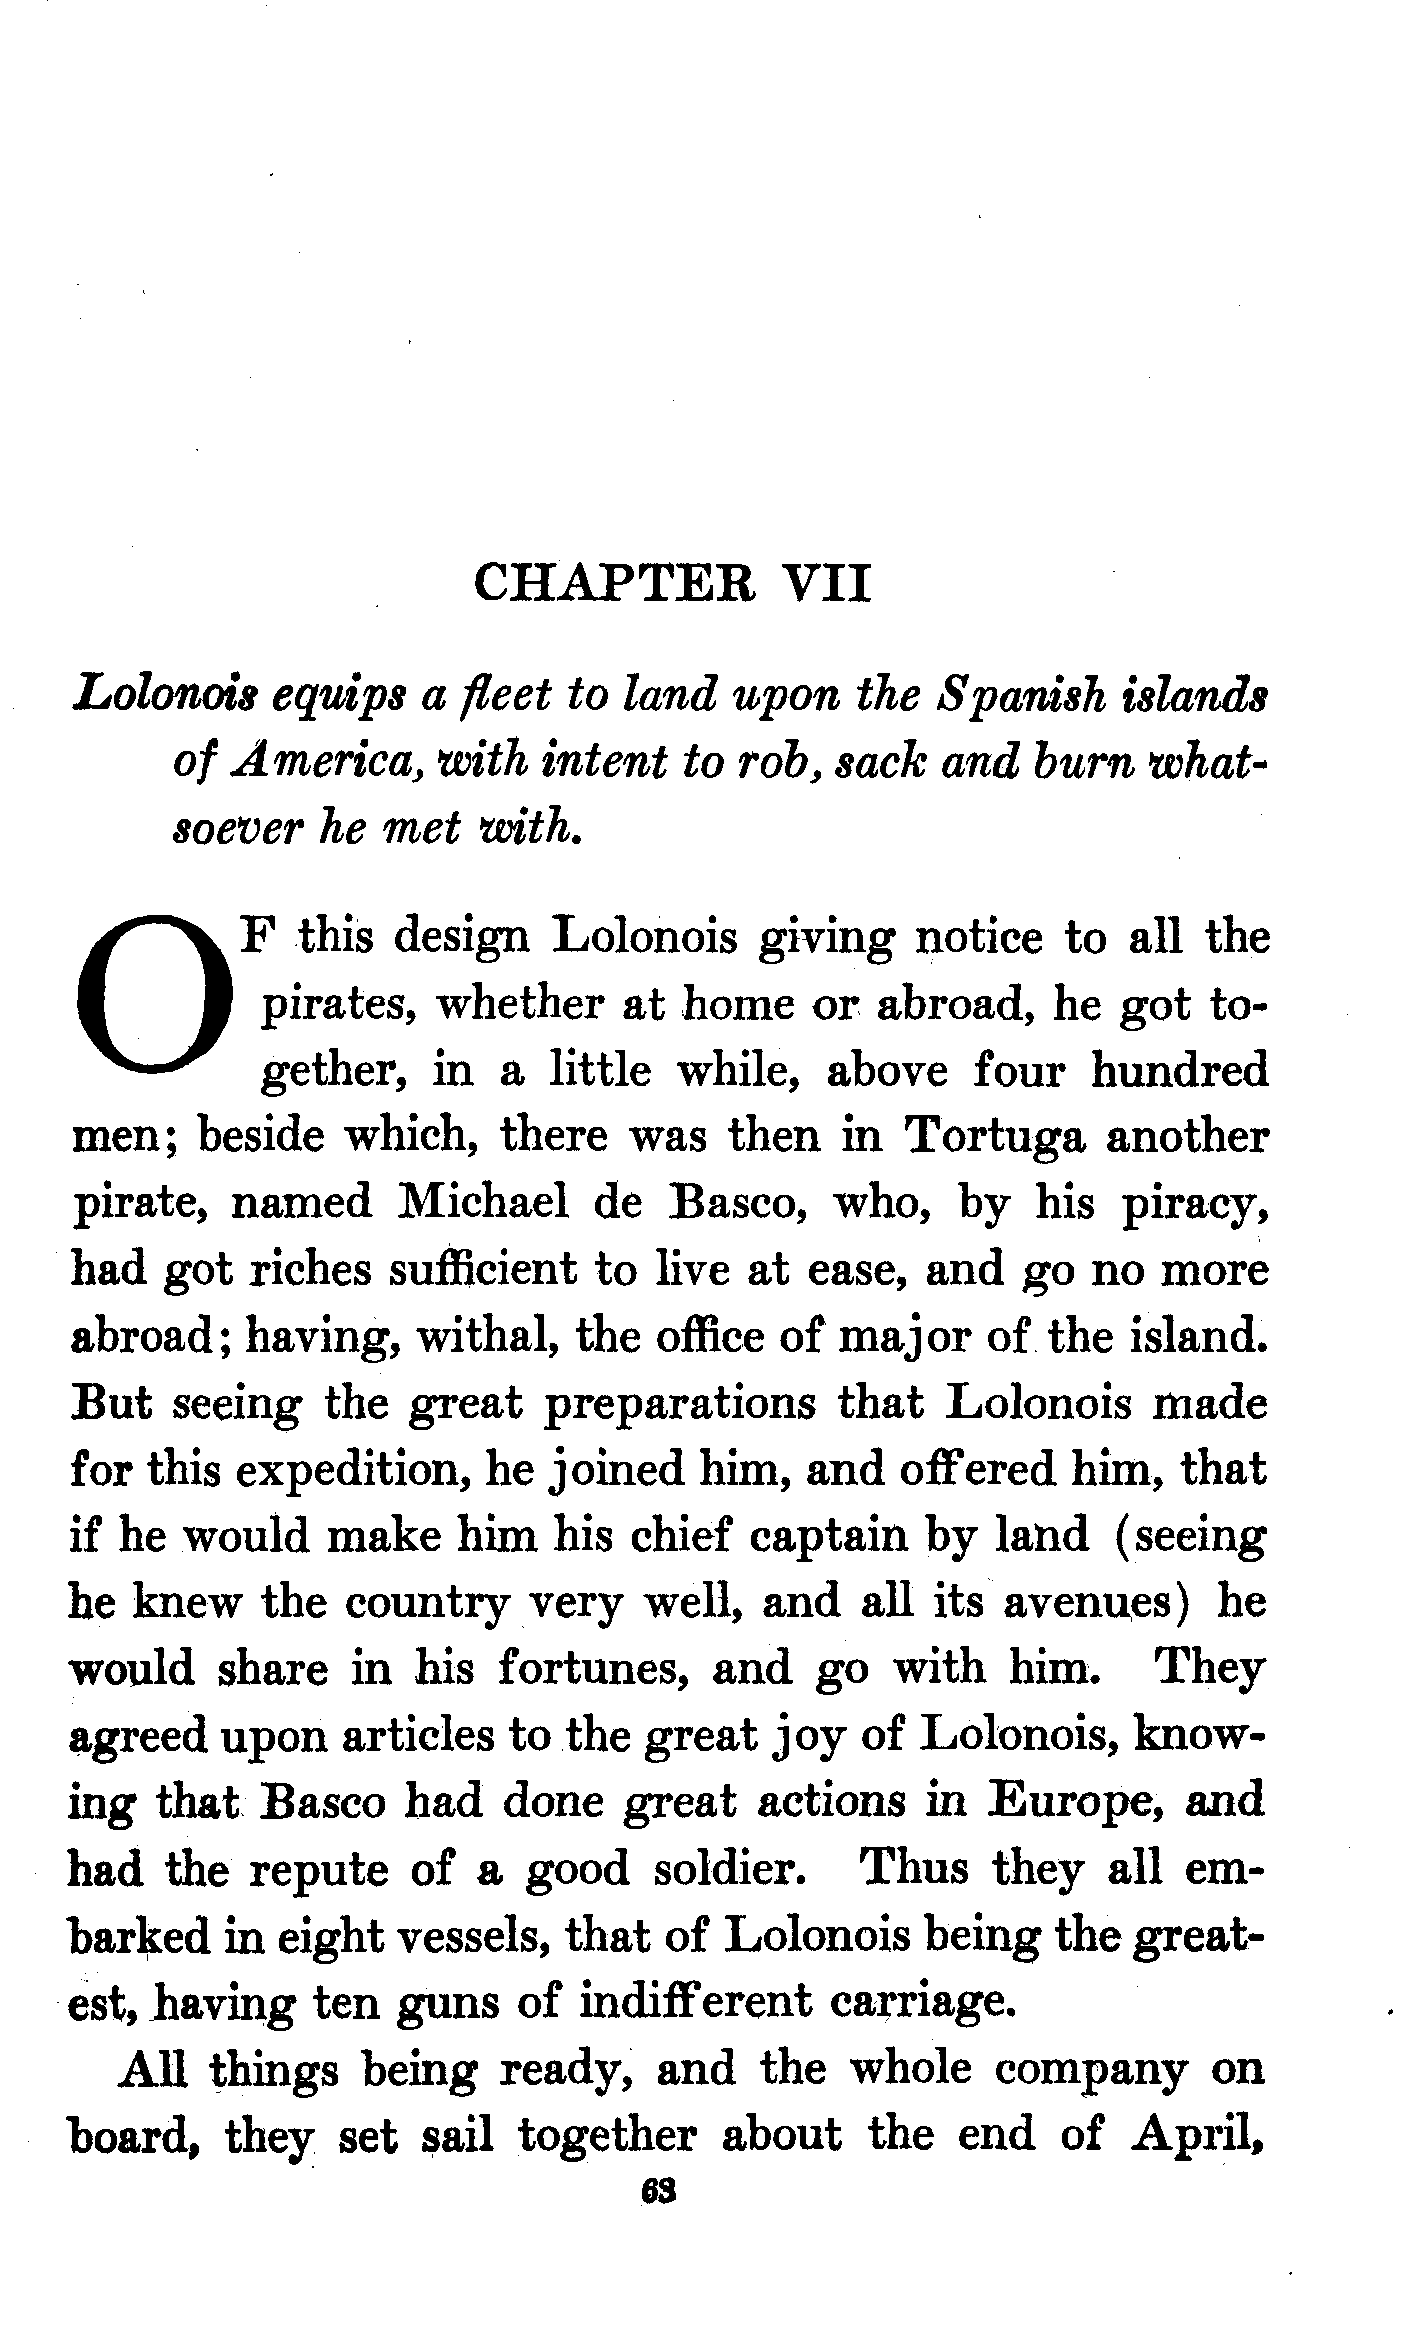 CHAPTER VII
Lolonois equips a fleet to land upon the Spanish islands
of America, with intent to rob, sack and burn what-
soever he met with.
OF this design Lolonois giving notice to all the
pirates, whether at home or abroad, he got to-
gether, in a little while, above four hundred
men; beside which, there was then in Tortuga another
pirate, named Michael de Basco, who, by his piracy,
had got riches sufficient to live at ease, and go no more
abroad; having, withal, the office of major of the island.
But seeing the great preparations that Lolonois made
for this expedition, he joined him, and offered him, that
if he would make him his chief captain by land (seeing
he knew the country very well, and all its avenues) he
would share in his fortunes, and go with him. They
agreed upon articles to the great joy of Lolonois, know-
ing that Basco had done great actions in Europe, and
had the repute of a good soldier. Thus they all em-
barked in eight vessels, that of Lolonois being the great-
est, having ten guns of indifferent carriage.
All things being ready, and the whole company on
board, they set sail together about the end of April,
63